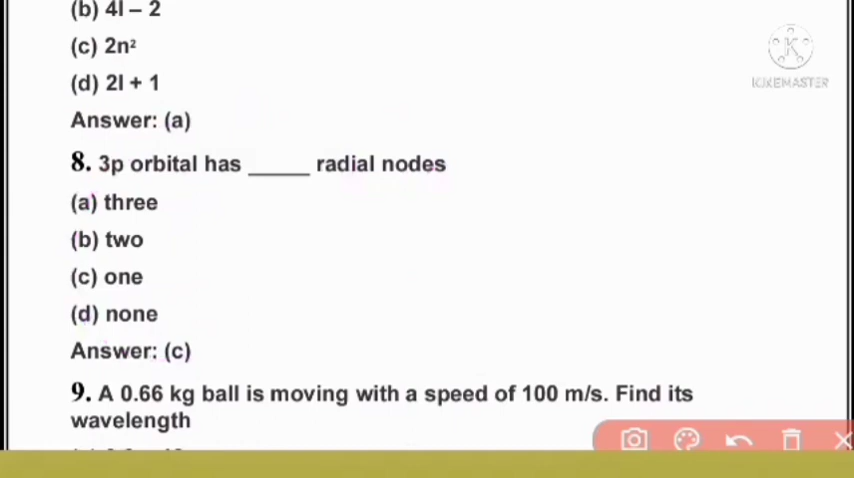 (b) 4l – 2
(c) 2n²
(d) 2l + 1
Answer: (a)
8. 3p orbital has _____ radial nodes
(a) three
(b) two
(c) one
(d) none
Answer: (c)
9. A 0.66 kg ball is moving with a speed of 100 m/s. Find its
wavelength
K
KINEMASTER